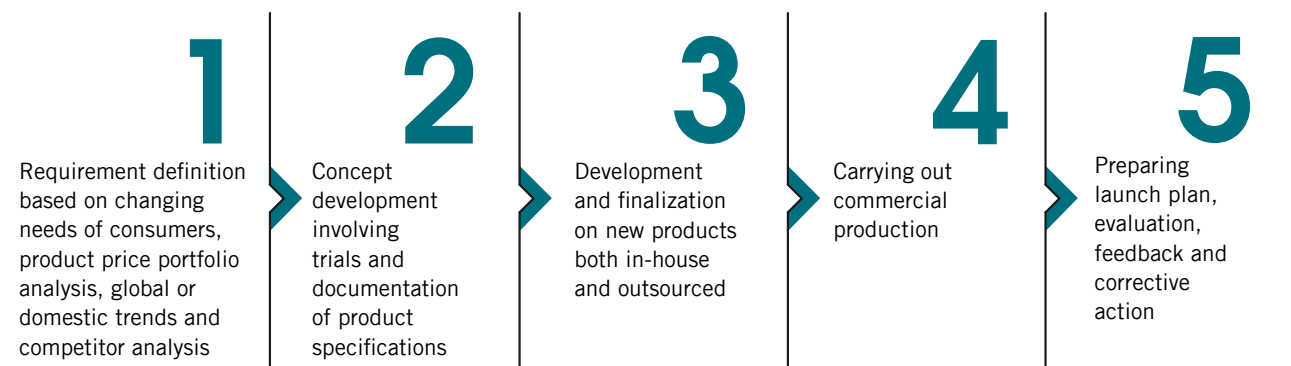 1
Requirement definition
based on changing
needs of consumers,
product price portfolio
analysis, global or
domestic trends and
competitor analysis
2
Concept
development
involving
trials and
documentation
of product
specifications
3
Development
and finalization
on new products
both in-house
and outsourced
4
Carrying out
commercial
production
5
Preparing
launch plan,
evaluation,
feedback and
corrective
action